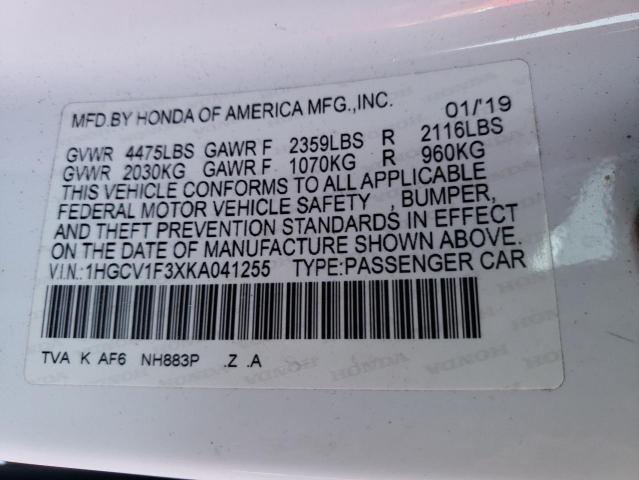 MFD.BY HONDA OF AMERICA MFG.,INC. 01/'19
GVWR 4475LBS GAWR F 2359LBS R 2116LBS
GVWR 2030KG GAWR F 1070KG R 960KG
THIS VEHICLE CONFORMS TO ALL APPLICABLE
FEDERAL MOTOR VEHICLE SAFETY , BUMPER,
AND THEFT PREVENTION STANDARDS IN EFFECT
ON THE DATE OF MANUFACTURE SHOWN ABOVE.
V.I.N.:1HGCV1F3XKA041255 TYPE:PASSENGER CAR
TVA K AF6 NH883P .Z .A